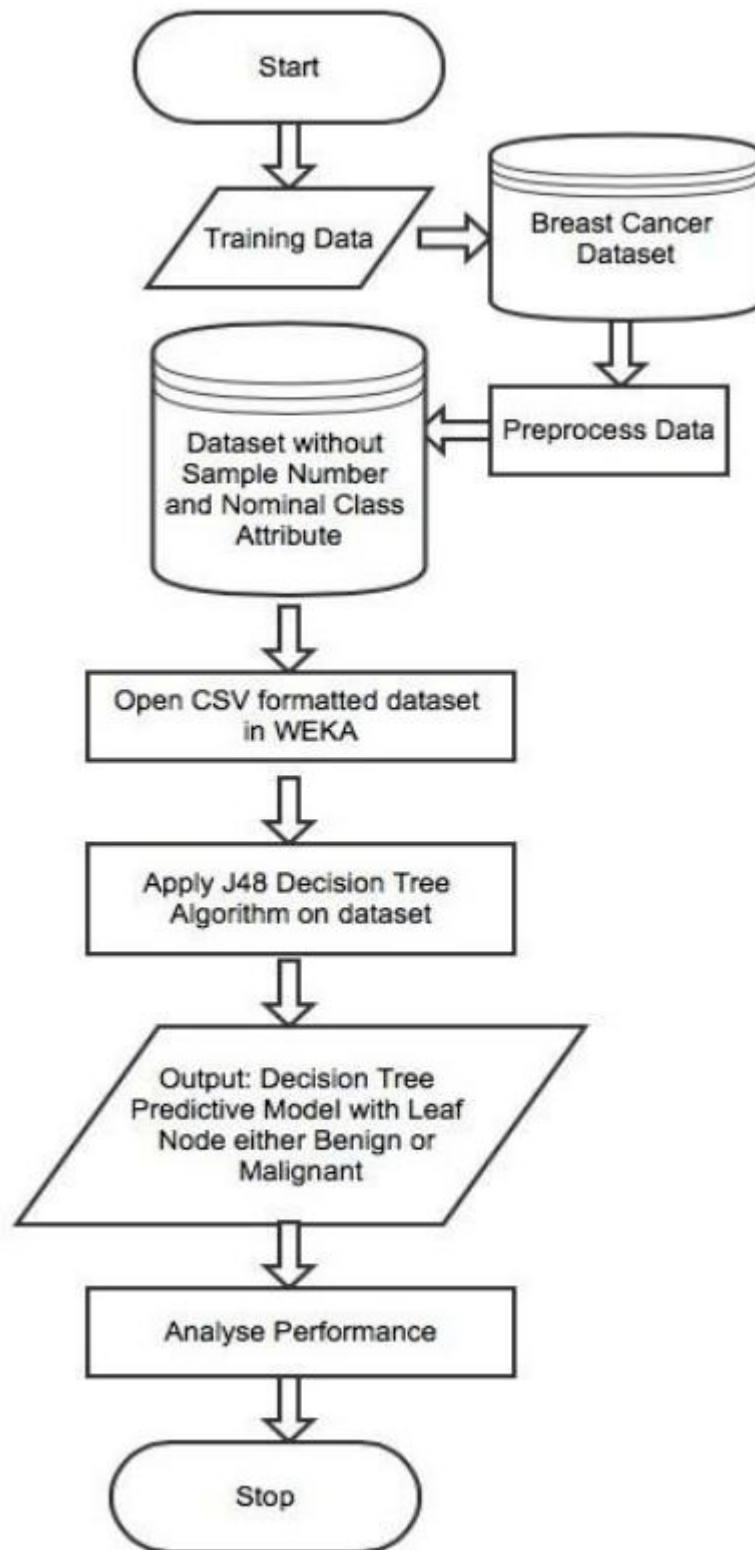 Start
Training Data
Breast Cancer
Dataset
Preprocess Data
Dataset without
Sample Number
and Nominal Class
Attribute
Open CSV formatted dataset
in WEKA
Apply J48 Decision Tree
Algorithm on dataset
Output: Decision Tree
Predictive Model with Leaf
Node either Benign or
Malignant
Analyse Performance
Stop